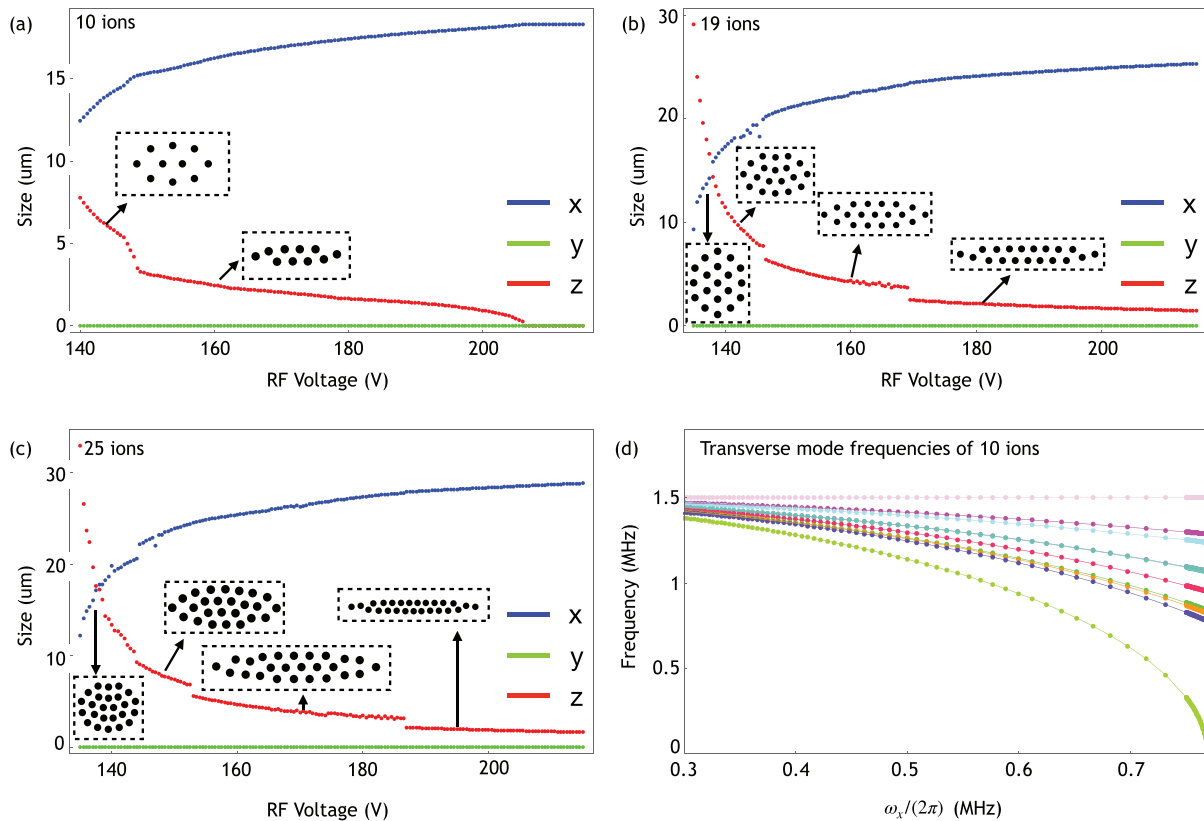 (a)
10 ions
Size (um)
15
10
5
0
x
y
z
140
160
180
200
RF Voltage (V)
(b)
19 ions
Size (um)
30
20
10
0
x
y
z
140
160
180
200
RF Voltage (V)
(c)
25 ions
Size (um)
30
20
10
0
x
y
z
140
160
180
200
RF Voltage (V)
(d)
Transverse mode frequencies of 10 ions
Frequency (MHz)
1.5
1
0.5
0
0.3
0.4
0.5
0.6
0.7
ωₓ/(2π) (MHz)